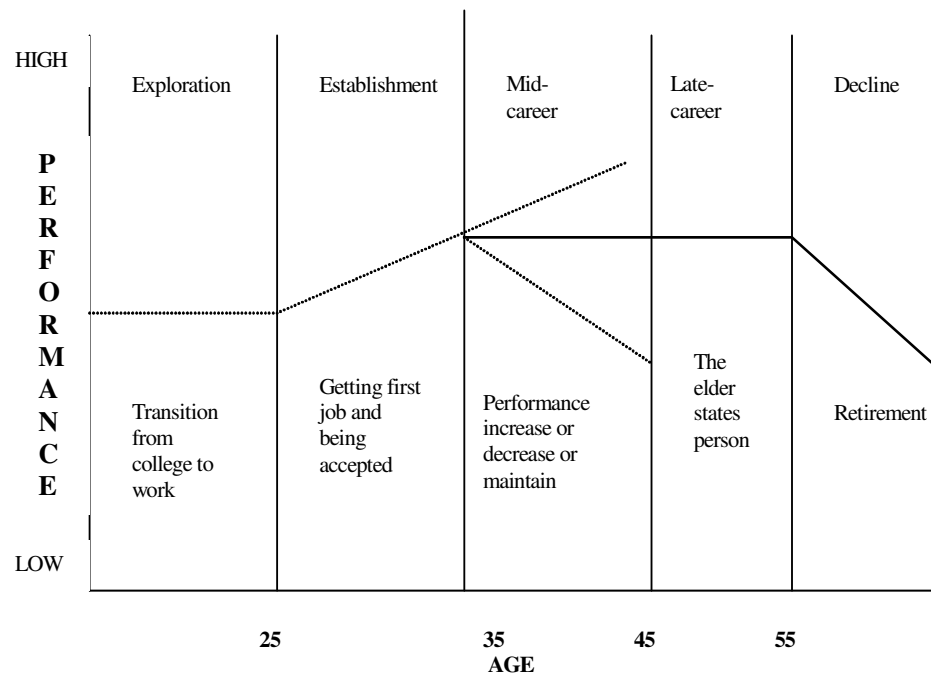 HIGH
Exploration
Establishment
Mid-
career
Late-
career
Decline
P
E
R
F
O
R
M
A
N
C
E
Transition
from
college to
work
Getting first
job and
being
accepted
Performance
increase or
decrease or
maintain
The
elder
states
person
Retirement
LOW
25
35
45
55
AGE